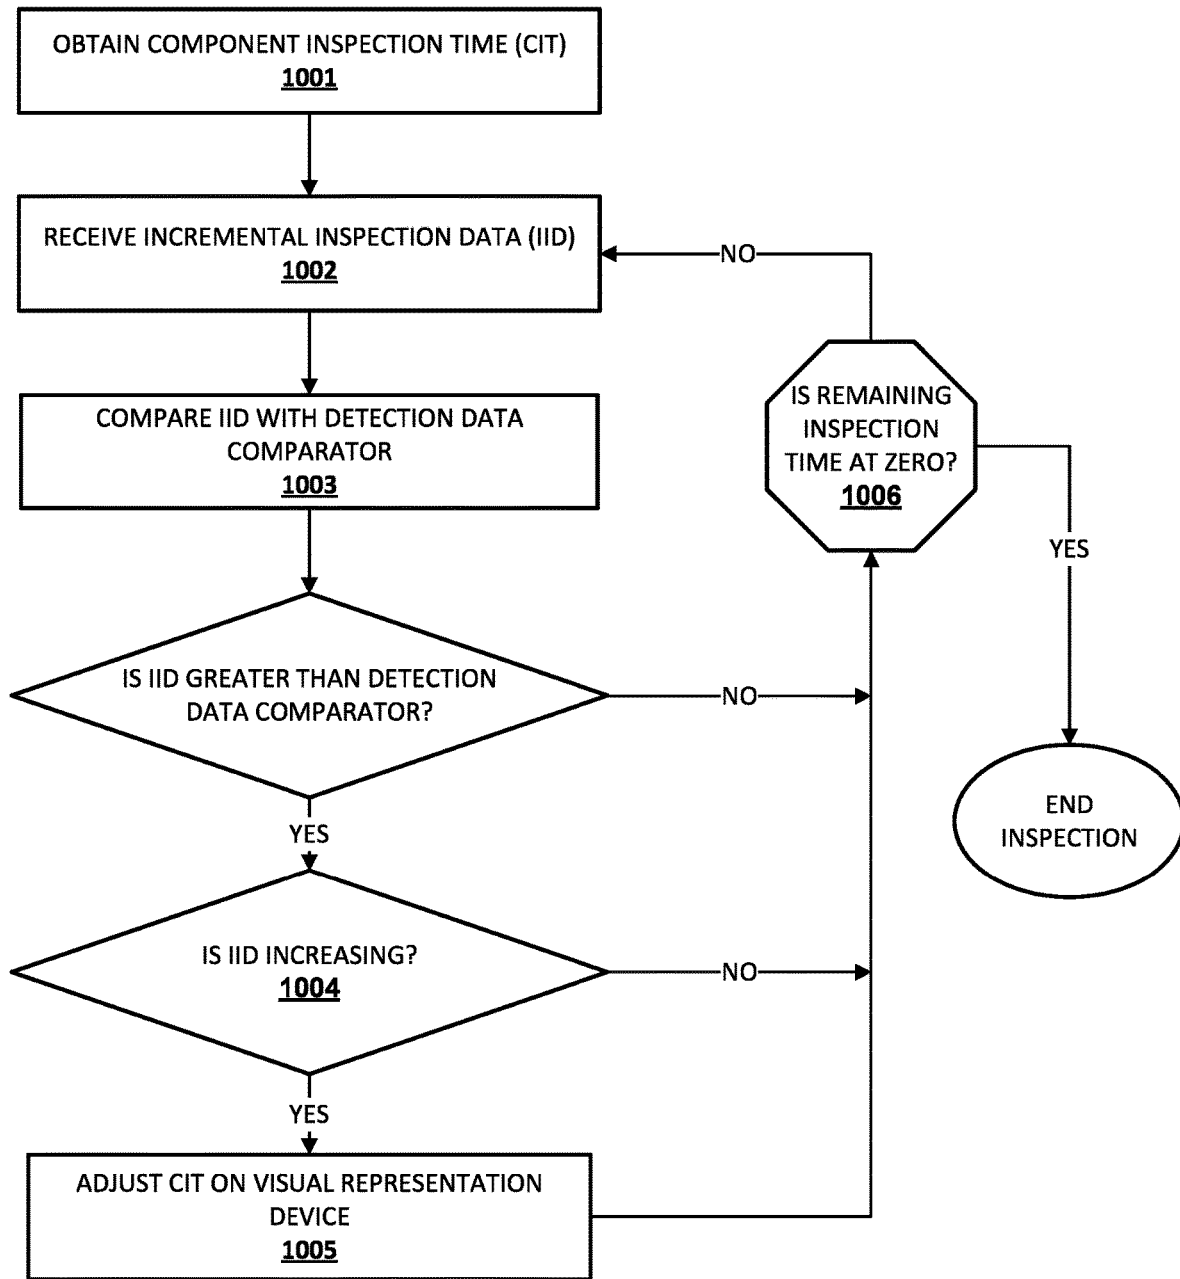 OBTAIN COMPONENT INSPECTION TIME (CIT)
1001
RECEIVE INCREMENTAL INSPECTION DATA (IID)
1002
NO
COMPARE IID WITH DETECTION DATA
COMPARATOR
1003
IS REMAINING
INSPECTION
TIME AT ZERO?
1006
YES
IS IID GREATER THAN DETECTION
DATA COMPARATOR?
NO
YES
END
INSPECTION
IS IID INCREASING?
1004
NO
YES
ADJUST CIT ON VISUAL REPRESENTATION
DEVICE
1005